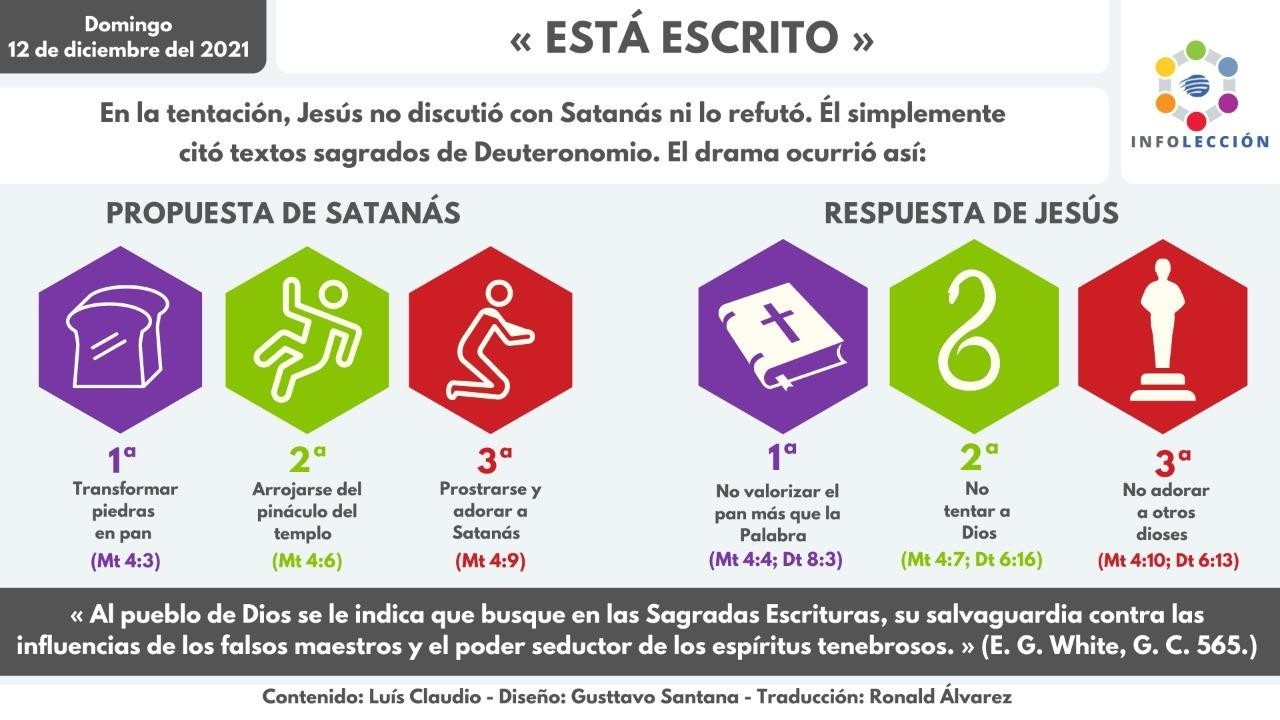 Domingo
12 de diciembre del 2021
« ESTÁ ESCRITO »
INFOLECCIÓN
En la tentación, Jesús no discutió con Satanás ni lo refutó. Él simplemente
citó textos sagrados de Deuteronomio. El drama ocurrió así:
PROPUESTA DE SATANÁS
1ª
Transformar
piedras
en pan
(Mt 4:3)
2ª
Arrojarse del
pináculo del
templo
(Mt 4:6)
3ª
Prostrarse y
adorar a
Satanás
(Mt 4:9)
RESPUESTA DE JESÚS
1ª
No valorizar el
pan más que la
Palabra
(Mt 4:4; Dt 8:3)
2ª
No
tentar a
Dios
(Mt 4:7; Dt 6:16)
3ª
No adorar
a otros
dioses
(Mt 4:10; Dt 6:13)
« Al pueblo de Dios se le indica que busque en las Sagradas Escrituras, su salvaguardia contra las
influencias de los falsos maestros y el poder seductor de los espíritus tenebrosos. » (E. G. White, G. C. 565.)
Contenido: Luís Claudio - Diseño: Gusttavo Santana - Traducción: Ronald Álvarez